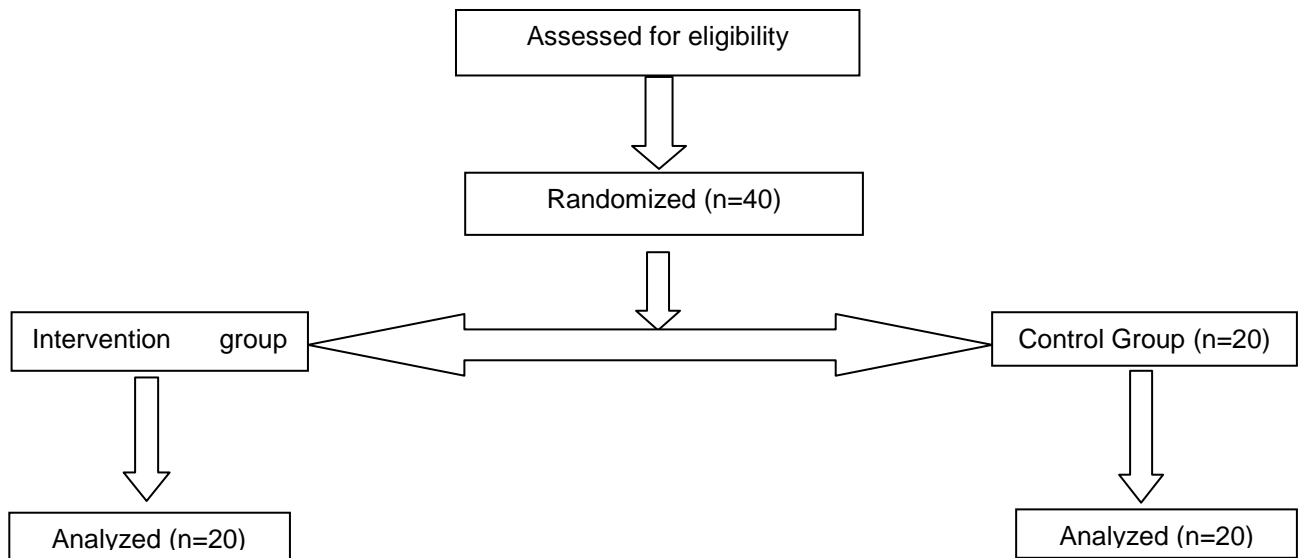 Assessed for eligibility
Randomized (n=40)
Intervention group
Control Group (n=20)
Analyzed (n=20)
Analyzed (n=20)